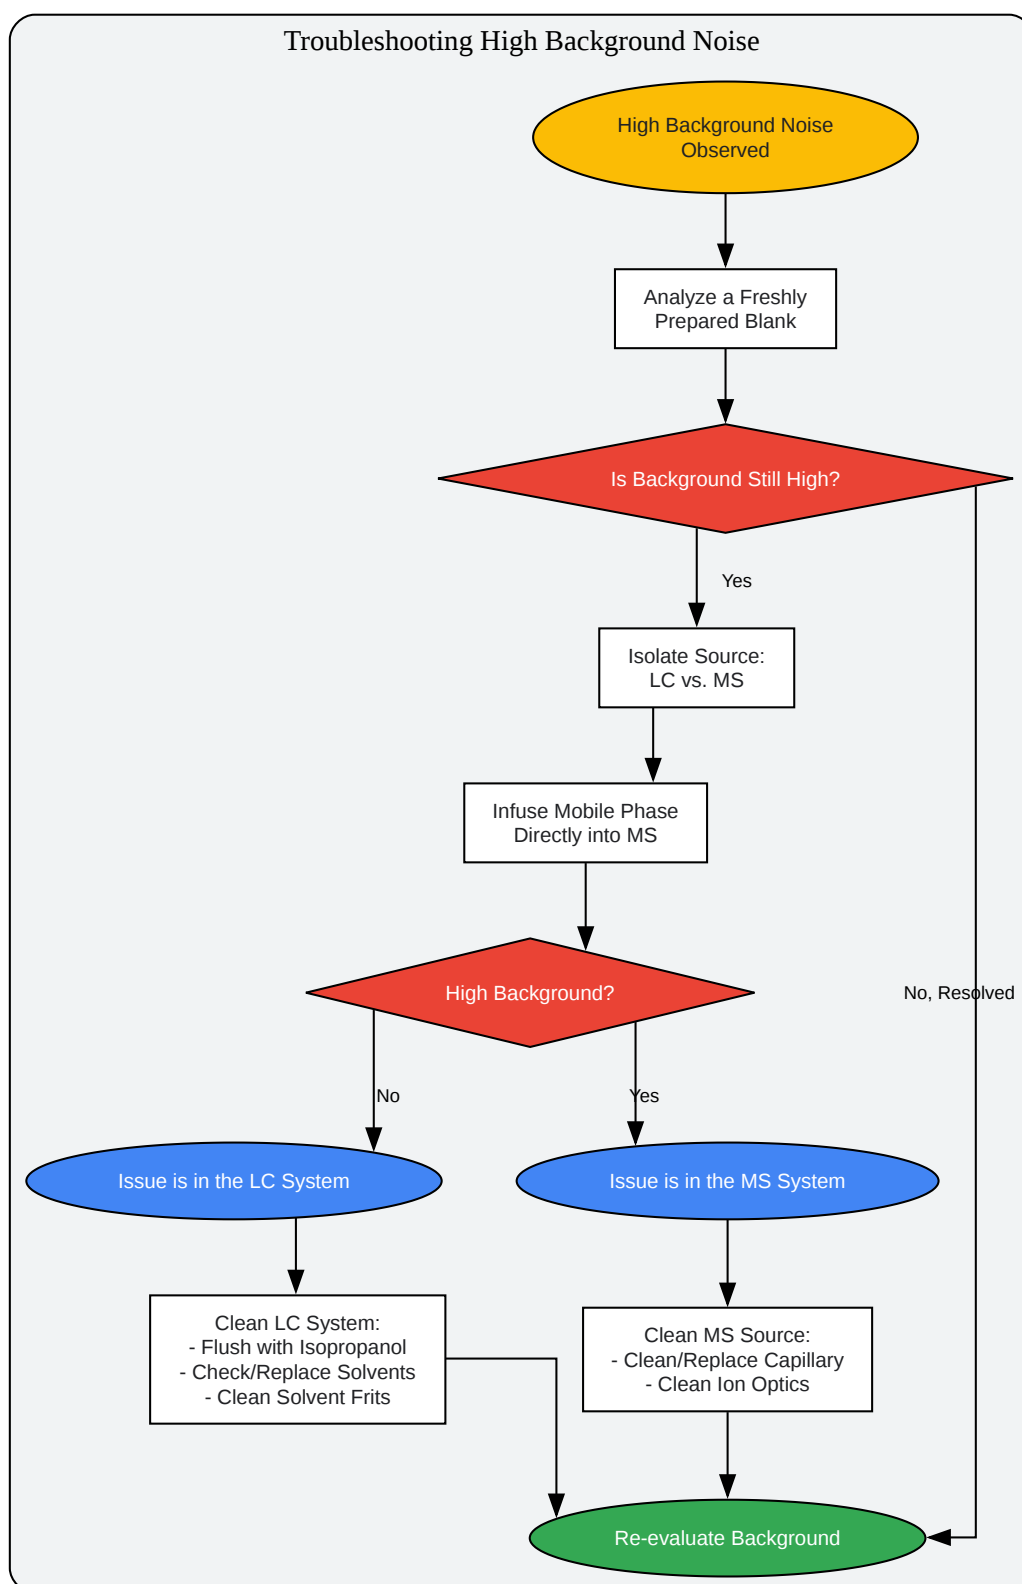 Troubleshooting High Background Noise
High Background Noise
Observed
Analyze a Freshly
Prepared Blank
Is Background Still High?
Yes
Isolate Source:
LC vs. MS
Infuse Mobile Phase
Directly into MS
High Background?
No, Resolved
No
Yes
Issue is in the LC System
Issue is in the MS System
Clean LC System:
- Flush with Isopropanol
- Check/Replace Solvents
- Clean Solvent Frits
Clean MS Source:
- Clean/Replace Capillary
- Clean Ion Optics
Re-evaluate Background